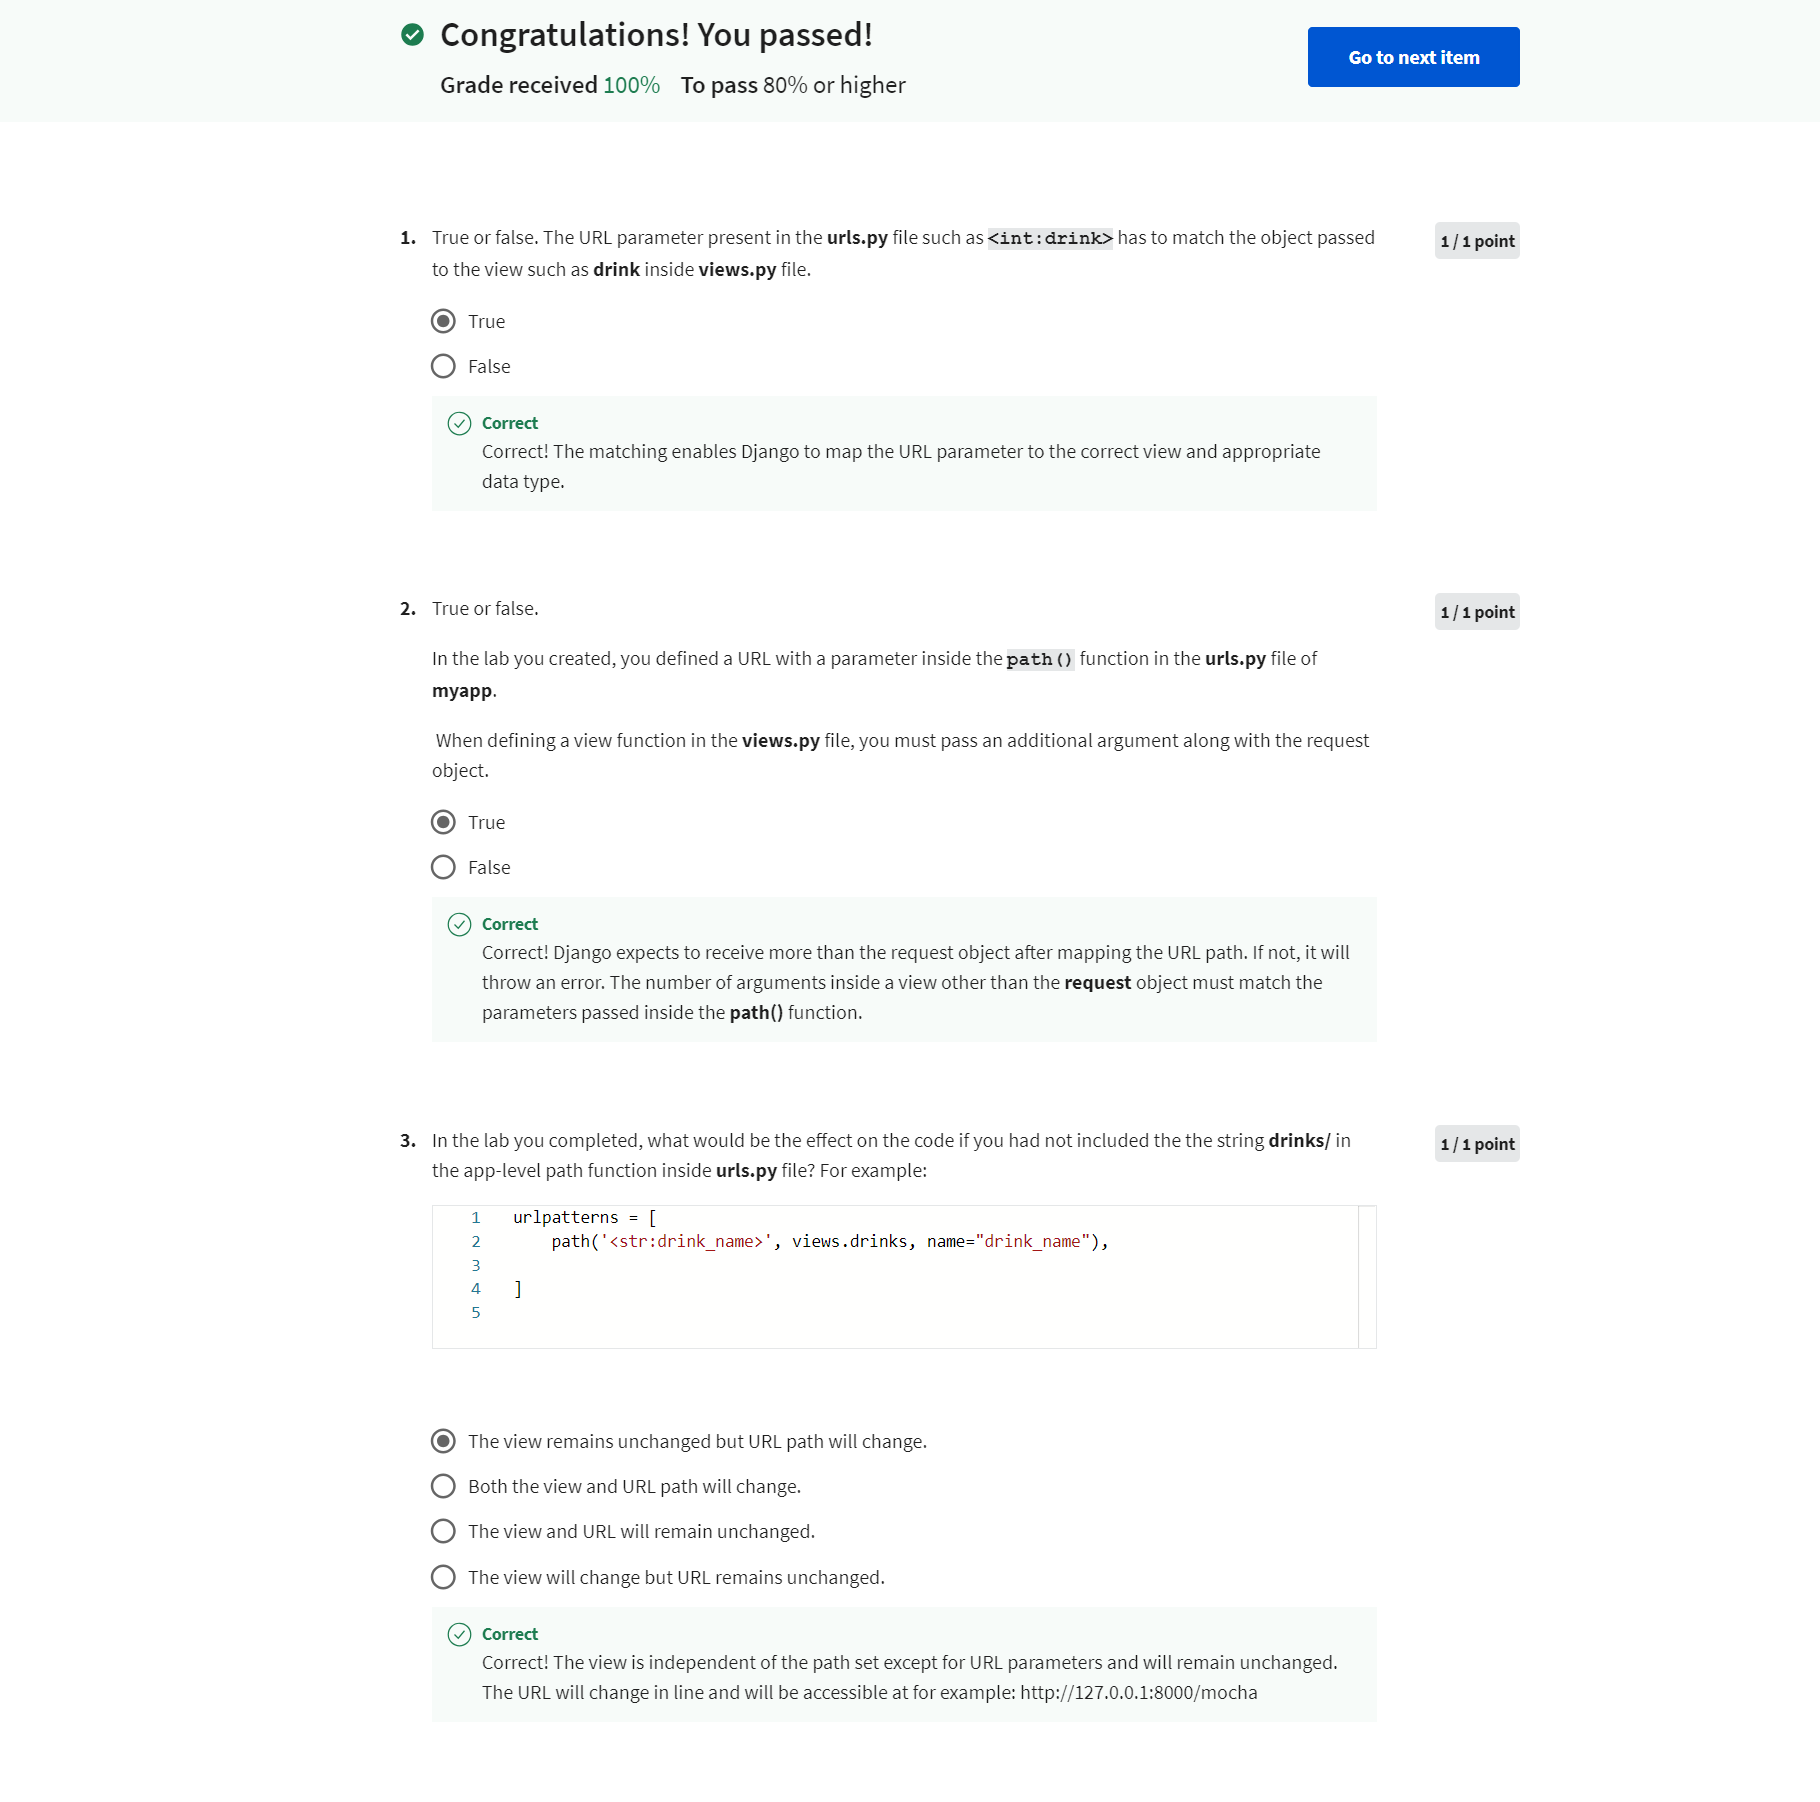 Congratulations! You passed!
Go to next item
Grade received 100% To pass 80% or higher
1. True or false. The URL parameter present in the urls.py file such as <int:drink> has to match the object passed
1 / 1 point
to the view such as drink inside views.py file.
True
False
Correct
Correct! The matching enables Django to map the URL parameter to the correct view and appropriate
data type.
2. True or false.
1 / 1 point
In the lab you created, you defined a URL with a parameter inside the path() function in the urls.py file of
myapp.
When defining a view function in the views.py file, you must pass an additional argument along with the request
object.
True
False
Correct
Correct! Django expects to receive more than the request object after mapping the URL path. If not, it will
throw an error. The number of arguments inside a view other than the request object must match the
parameters passed inside the path() function.
3. In the lab you completed, what would be the effect on the code if you had not included the the string drinks/ in
1 / 1 point
the app-level path function inside urls.py file? For example:
1 urlpatterns = [
2 path('<str:drink_name>', views.drinks, name="drink_name"),
3
4 ]
5
The view remains unchanged but URL path will change.
Both the view and URL path will change.
The view and URL will remain unchanged.
The view will change but URL remains unchanged.
Correct
Correct! The view is independent of the path set except for URL parameters and will remain unchanged.
The URL will change in line and will be accessible at for example: http://127.0.0.1:8000/mocha